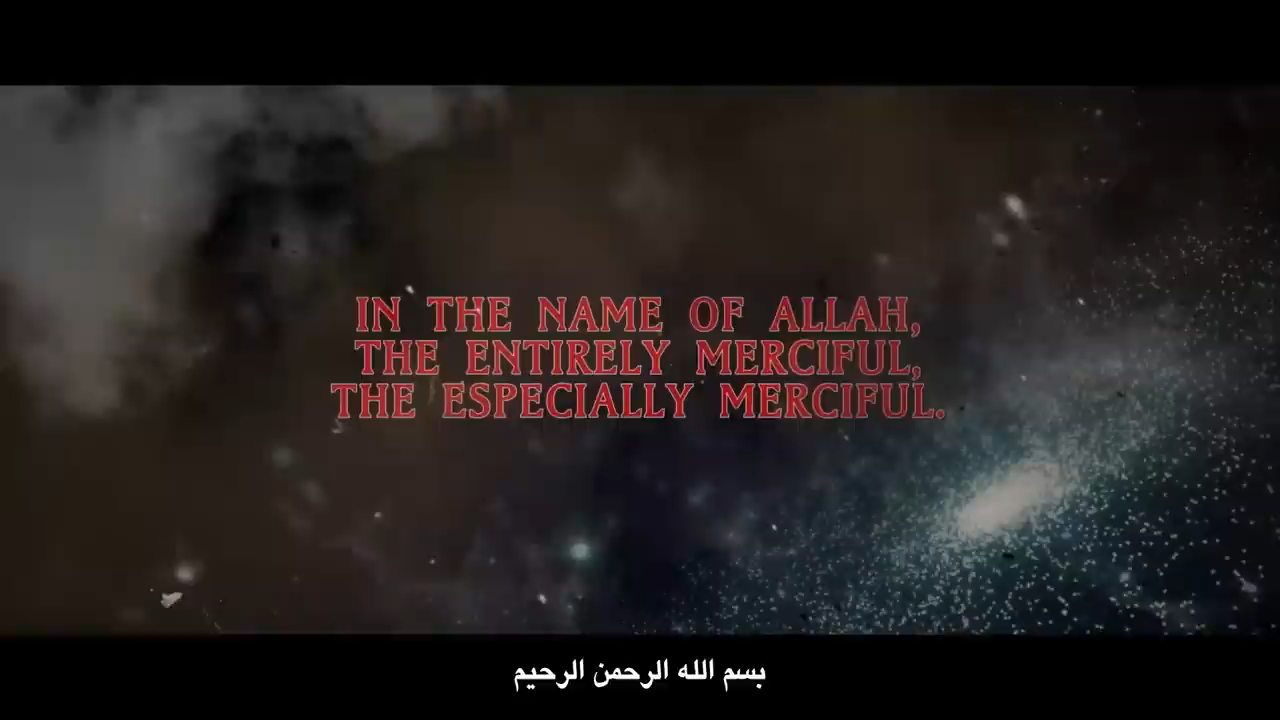 IN THE NAME OF ALLAH,
THE ENTIRELY MERCIFUL,
THE ESPECIALLY MERCIFUL.
بسم الله الرحمن الرحيم